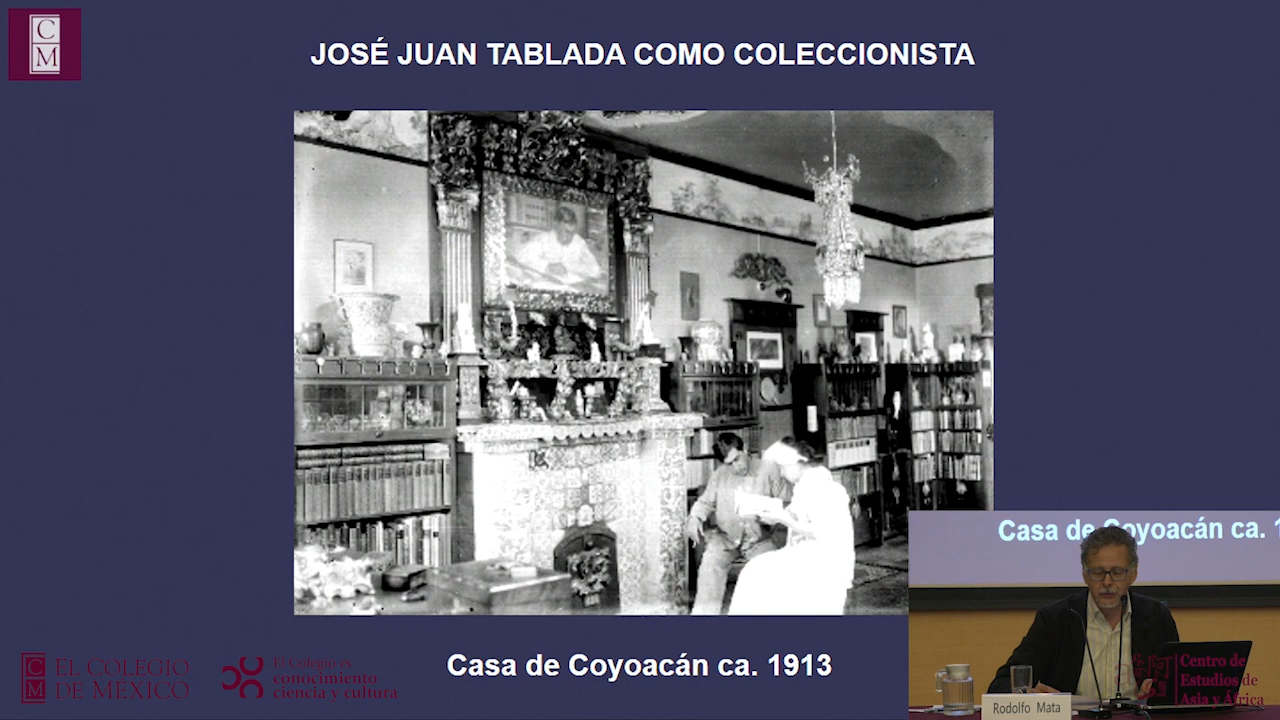 C
M
JOSÉ JUAN TABLADA COMO COLECCIONISTA
Casa de Coyoacán ca. 1913
C
M
EL COLEGIO
DE MÉXICO
El Colegio es
conocimiento
ciencia y cultura
Casa de Coyoacán ca. 1
Rodolfo Mata
Centro de
Estudios de
Asia y África